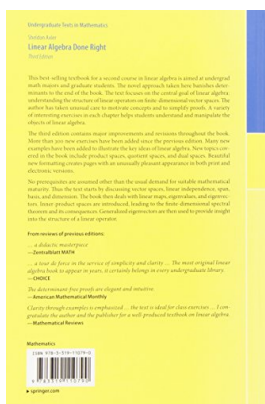 Undergraduate Texts in Mathematics
Sheldon Axler
Linear Algebra Done Right
Third Edition
This best-selling textbook for a second course in linear algebra is aimed at undergrad
math majors and graduate students. The novel approach taken here banishes deter-
minants to the end of the book. The text focuses on the central goal of linear algebra:
understanding the structure of linear operators on finite-dimensional vector spaces. The
author has taken unusual care to motivate concepts and to simplify proofs. A variety
of interesting exercises in each chapter helps students understand and manipulate the
objects of linear algebra.
The third edition contains major improvements and revisions throughout the book.
More than 300 new exercises have been added since the previous edition. Many new
examples have been added to illustrate the key ideas of linear algebra. New topics cov-
ered in the book include product spaces, quotient spaces, and dual spaces. Beautiful
new formatting creates pages with an unusually pleasant appearance in both print and
electronic versions.
No prerequisites are assumed other than the usual demand for suitable mathematical
maturity. Thus the text starts by discussing vector spaces, linear independence, span,
basis, and dimension. The book then deals with linear maps, eigenvalues, and eigenvec-
tors. Inner-product spaces are introduced, leading to the finite-dimensional spectral
theorem and its consequences. Generalized eigenvectors are then used to provide insight
into the structure of a linear operator.
From reviews of previous editions:
... a didactic masterpiece
—Zentralblatt MATH
... a tour de force in the service of simplicity and clarity ... The most original linear
algebra book to appear in years, it certainly belongs in every undergraduate library.
—CHOICE
The determinant-free proofs are elegant and intuitive.
—American Mathematical Monthly
Clarity through examples is emphasized ... the text is ideal for class exercises ... I con-
gratulate the author and the publisher for a well-produced textbook on linear algebra.
—Mathematical Reviews
Mathematics
ISBN 978-3-319-11079-0
9 783319 110790
springer.com